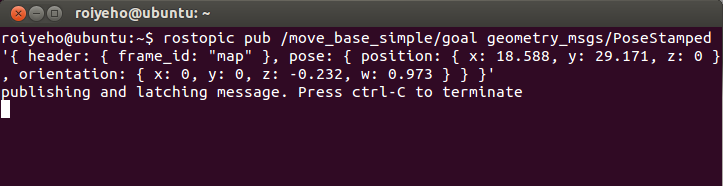 roiyeho@ubuntu: ~
roiyeho@ubuntu:~$ rostopic pub /move_base_simple/goal geometry_msgs/PoseStamped
'{ header: { frame_id: "map" }, pose: { position: { x: 18.588, y: 29.171, z: 0 }
, orientation: { x: 0, y: 0, z: -0.232, w: 0.973 } } }'
publishing and latching message. Press ctrl-C to terminate